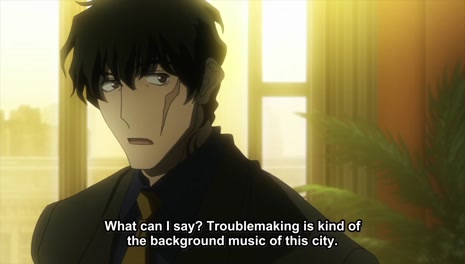 What can I say? Troublemaking is kind of
the background music of this city.